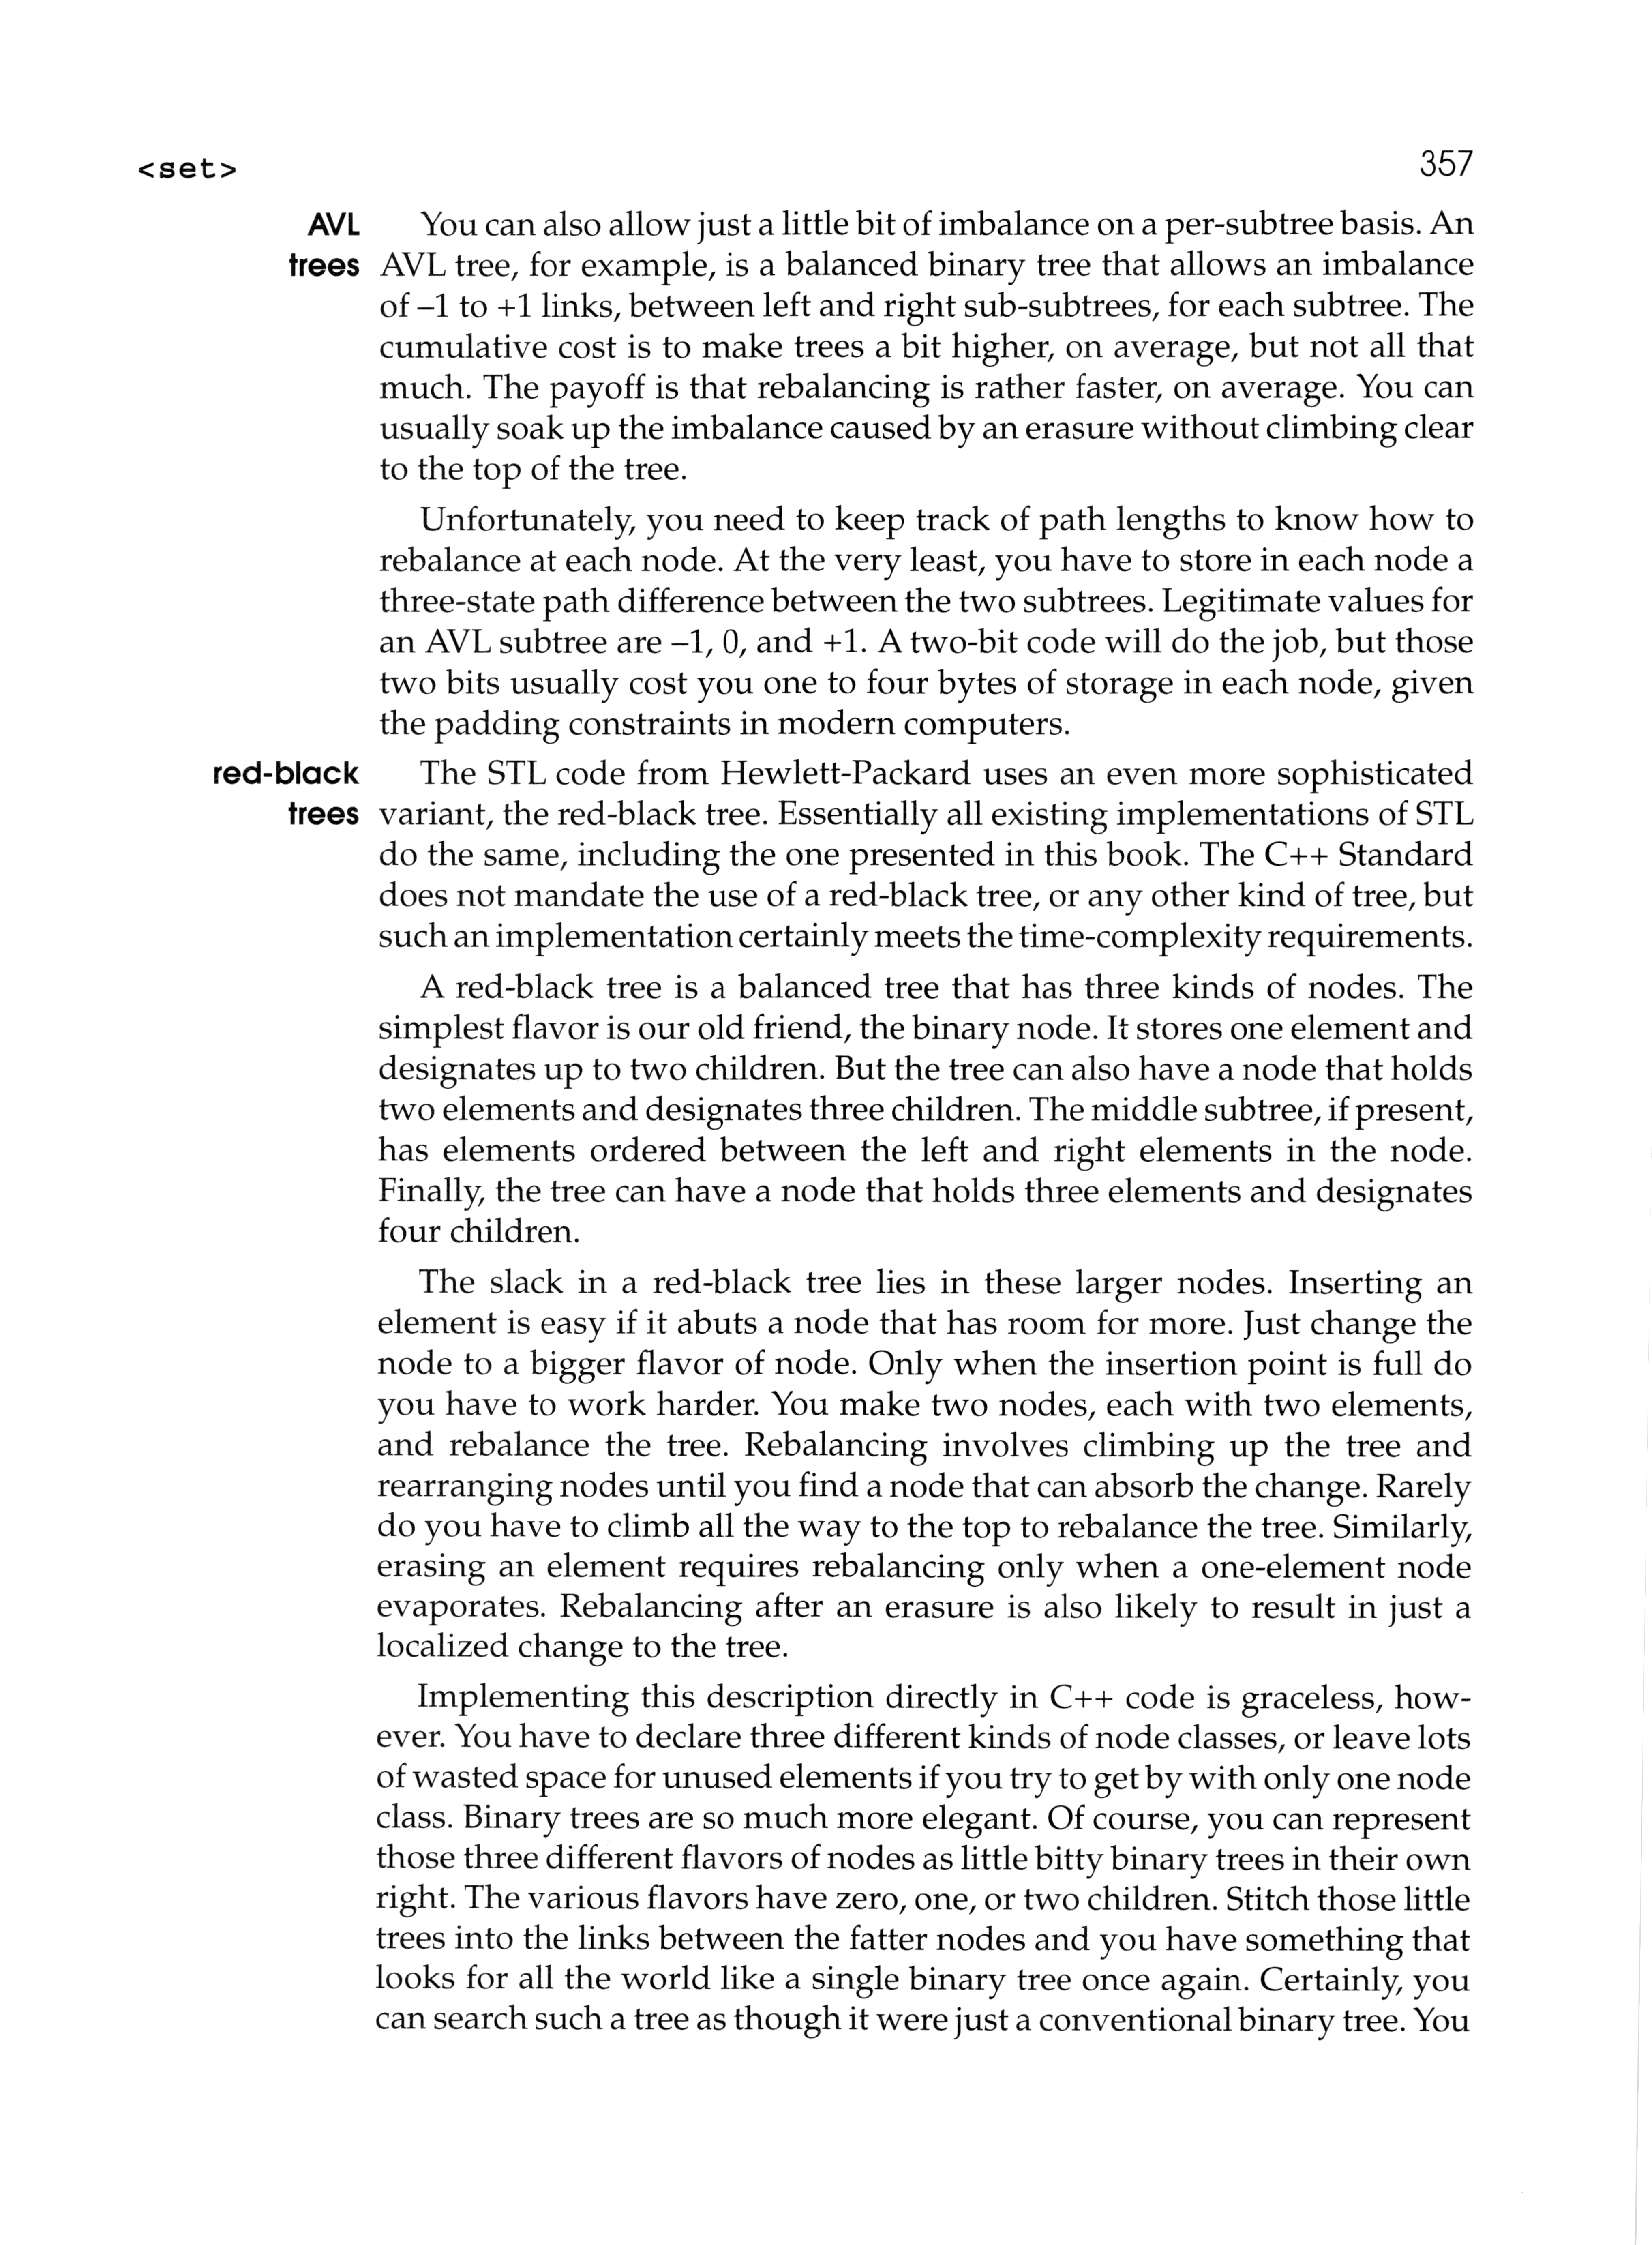 <set> 357
AVL You can also allow just a little bit of imbalance on a per-subtree basis. An
trees AVL tree, for example, is a balanced binary tree that allows an imbalance
of –1 to +1 links, between left and right sub-subtrees, for each subtree. The
cumulative cost is to make trees a bit higher, on average, but not all that
much. The payoff is that rebalancing is rather faster, on average. You can
usually soak up the imbalance caused by an erasure without climbing clear
to the top of the tree.
Unfortunately, you need to keep track of path lengths to know how to
rebalance at each node. At the very least, you have to store in each node a
three-state path difference between the two subtrees. Legitimate values for
an AVL subtree are –1, 0, and +1. A two-bit code will do the job, but those
two bits usually cost you one to four bytes of storage in each node, given
the padding constraints in modern computers.
red-black The STL code from Hewlett-Packard uses an even more sophisticated
trees variant, the red-black tree. Essentially all existing implementations of STL
do the same, including the one presented in this book. The C++ Standard
does not mandate the use of a red-black tree, or any other kind of tree, but
such an implementation certainly meets the time-complexity requirements.
A red-black tree is a balanced tree that has three kinds of nodes. The
simplest flavor is our old friend, the binary node. It stores one element and
designates up to two children. But the tree can also have a node that holds
two elements and designates three children. The middle subtree, if present,
has elements ordered between the left and right elements in the node.
Finally, the tree can have a node that holds three elements and designates
four children.
The slack in a red-black tree lies in these larger nodes. Inserting an
element is easy if it abuts a node that has room for more. Just change the
node to a bigger flavor of node. Only when the insertion point is full do
you have to work harder. You make two nodes, each with two elements,
and rebalance the tree. Rebalancing involves climbing up the tree and
rearranging nodes until you find a node that can absorb the change. Rarely
do you have to climb all the way to the top to rebalance the tree. Similarly,
erasing an element requires rebalancing only when a one-element node
evaporates. Rebalancing after an erasure is also likely to result in just a
localized change to the tree.
Implementing this description directly in C++ code is graceless, how-
ever. You have to declare three different kinds of node classes, or leave lots
of wasted space for unused elements if you try to get by with only one node
class. Binary trees are so much more elegant. Of course, you can represent
those three different flavors of nodes as little bitty binary trees in their own
right. The various flavors have zero, one, or two children. Stitch those little
trees into the links between the fatter nodes and you have something that
looks for all the world like a single binary tree once again. Certainly, you
can search such a tree as though it were just a conventional binary tree. You